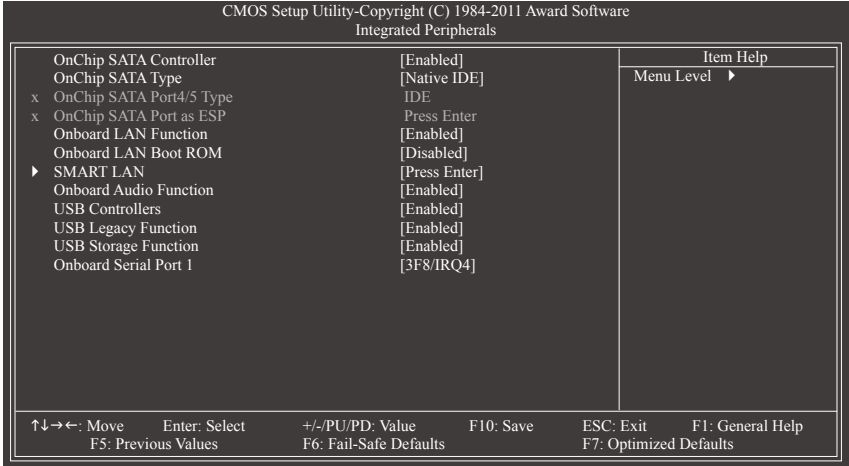 CMOS Setup Utility-Copyright (C) 1984-2011 Award Software
Integrated Peripherals
OnChip SATA Controller [Enabled]
OnChip SATA Type [Native IDE]
x OnChip SATA Port4/5 Type IDE
x OnChip SATA Port as ESP Press Enter
Onboard LAN Function [Enabled]
Onboard LAN Boot ROM [Disabled]
SMART LAN [Press Enter]
Onboard Audio Function [Enabled]
USB Controllers [Enabled]
USB Legacy Function [Enabled]
USB Storage Function [Enabled]
Onboard Serial Port 1 [3F8/IRQ4]
Item Help
Menu Level
↑↓→←: Move Enter: Select +/-/PU/PD: Value F10: Save ESC: Exit F1: General Help
F5: Previous Values F6: Fail-Safe Defaults F7: Optimized Defaults